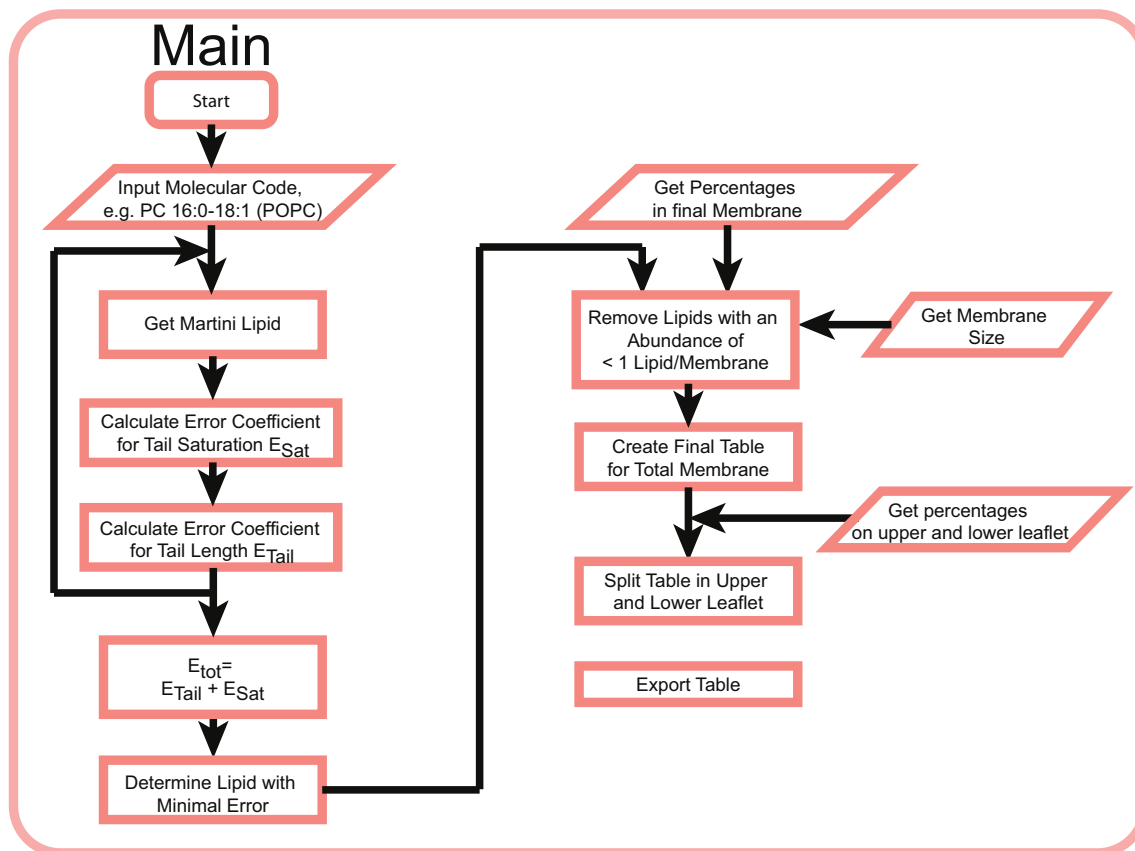 Main
Start
Input Molecular Code,
e.g. PC 16:0-18:1 (POPC)
Get Martini Lipid
Calculate Error Coefficient
for Tail Saturation ESat
Calculate Error Coefficient
for Tail Length ETail
Etot=
ETail + ESat
Determine Lipid with
Minimal Error
Get Percentages
in final Membrane
Remove Lipids with an
Abundance of
< 1 Lipid/Membrane
Get Membrane
Size
Create Final Table
for Total Membrane
Get percentages
on upper and lower leaflet
Split Table in Upper
and Lower Leaflet
Export Table